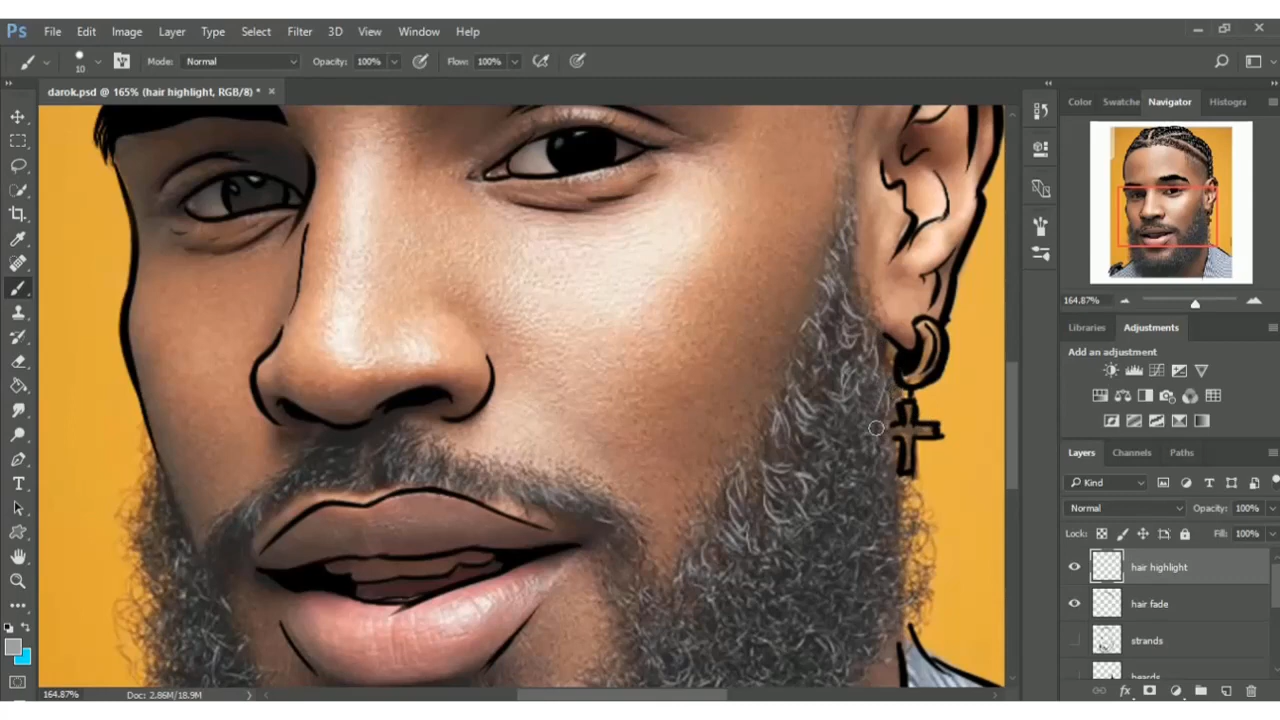 Ps File Edit Image Layer Type Select Filter 3D View Window Help
10 Mode: Normal Opacity: 100% Flow: 100%
darok.psd @ 165% (hair highlight, RGB/8) * ×
Color Swatche Navigator Histogra
164.87%
Libraries Adjustments
Add an adjustment
Layers Channels Paths
Kind
Normal Opacity: 100%
Lock: Fill: 100%
hair highlight
hair fade
strands
beards
164.87% Doc: 2.86M/18.9M